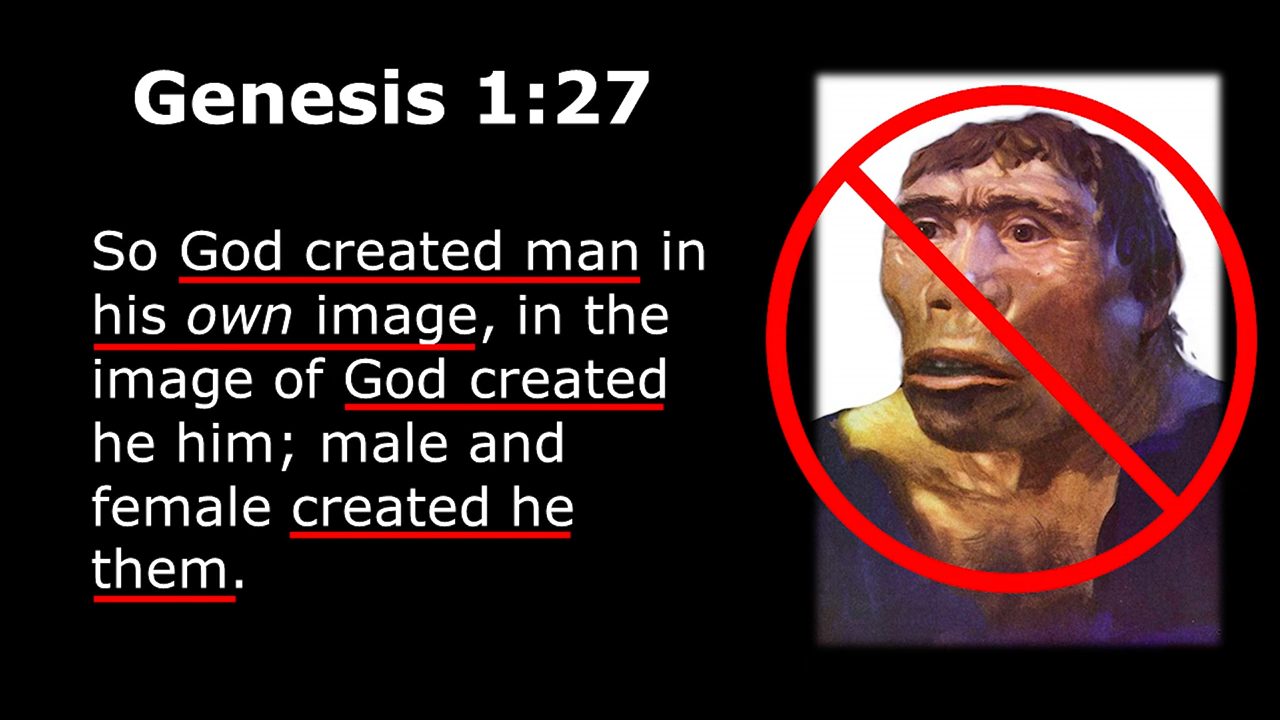 Genesis 1:27
So God created man in
his own image, in the
image of God created
he him; male and
female created he
them.